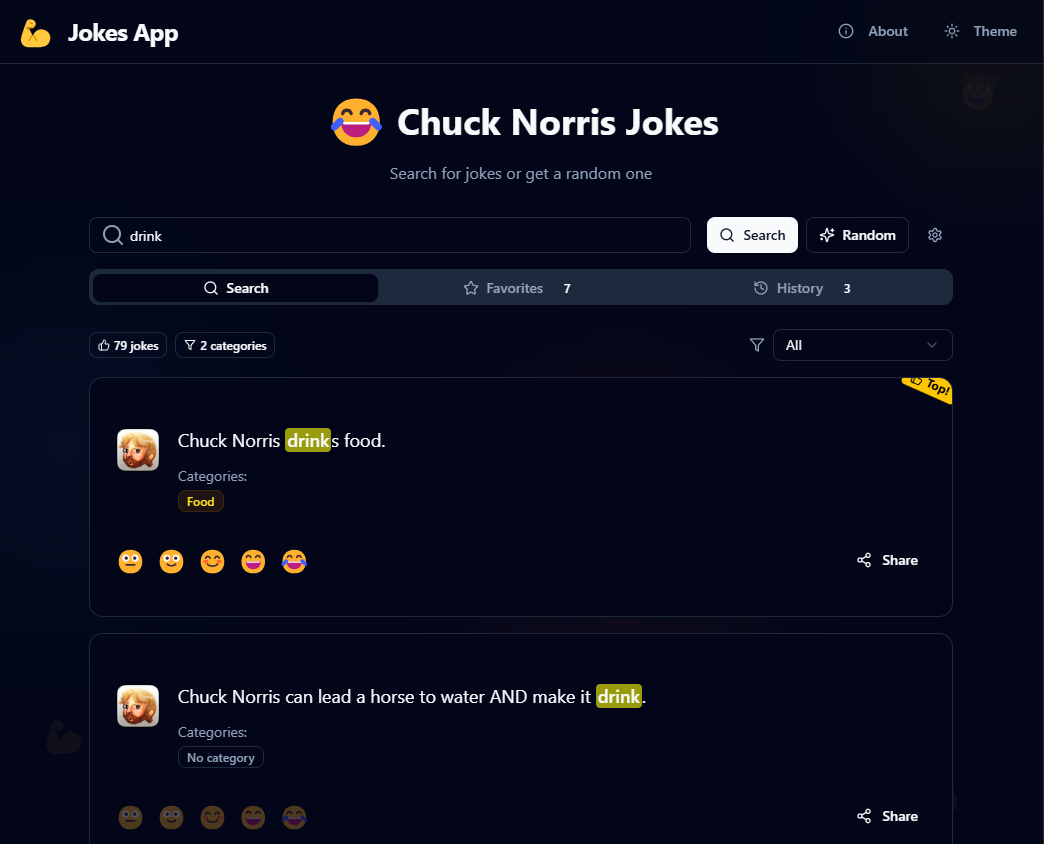 Jokes App
About
Theme
Chuck Norris Jokes
Search for jokes or get a random one
drink
Search
Random
Search
Favorites 7
History 3
79 jokes
2 categories
All
Top!
Chuck Norris drinks food.
Categories:
Food
Share
Chuck Norris can lead a horse to water AND make it drink.
Categories:
No category
Share